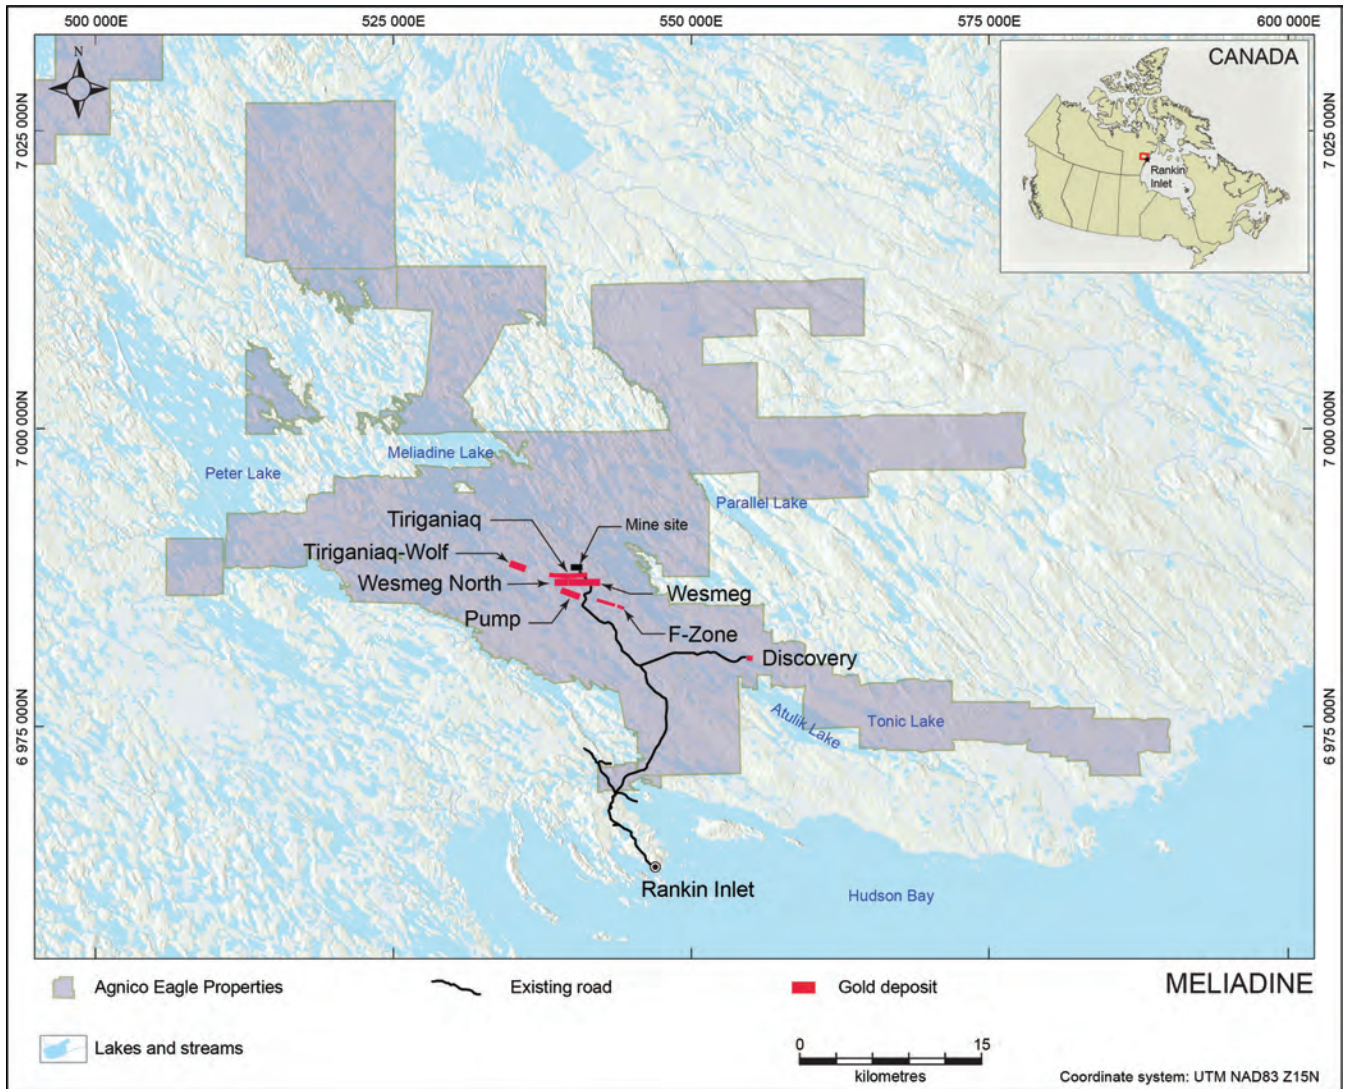 500 000E
525 000E
550 000E
575 000E
600 000E
N
CANADA
Rankin
Inlet
7 025 000N
7 025 000N
7 000 000N
7 000 000N
6 975 000N
6 975 000N
Meliadine Lake
Peter Lake
Parallel Lake
Tiriganiaq
Mine site
Tiriganiaq-Wolf
Wesmeg North
Wesmeg
Pump
F-Zone
Discovery
Atulik Lake
Tonic Lake
Rankin Inlet
Hudson Bay
Agnico Eagle Properties
Existing road
Gold deposit
MELIADINE
Lakes and streams
0
15
kilometres
Coordinate system: UTM NAD83 Z15N